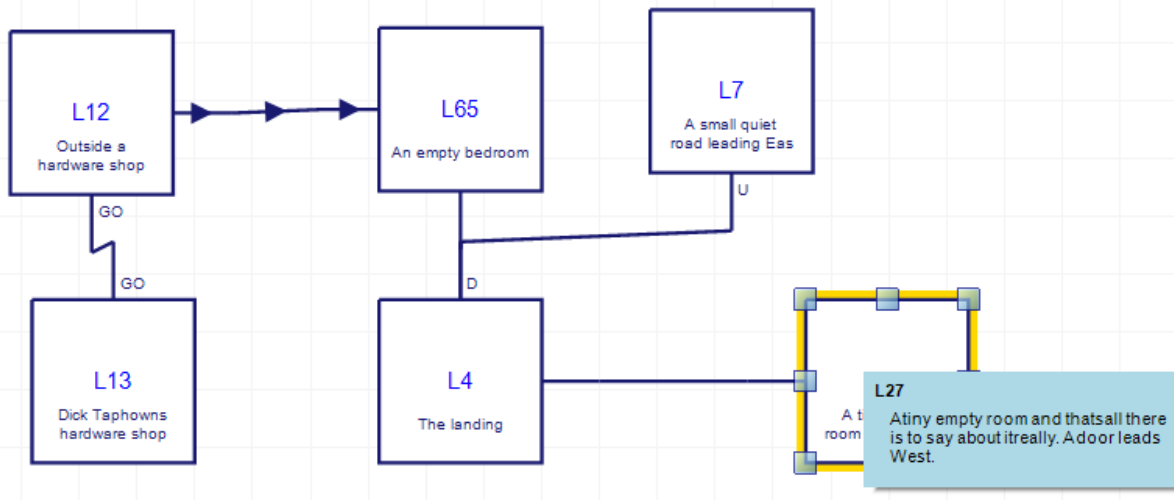 L12
Outside a
hardware shop
L65
An empty bedroom
L7
A small quiet
road leading Eas
GO
U
GO
D
L13
Dick Taphowns
hardware shop
L4
The landing
A ti
room
L27
Atiny empty room and thatsall there
is to say about itreally. Adoor leads
West.